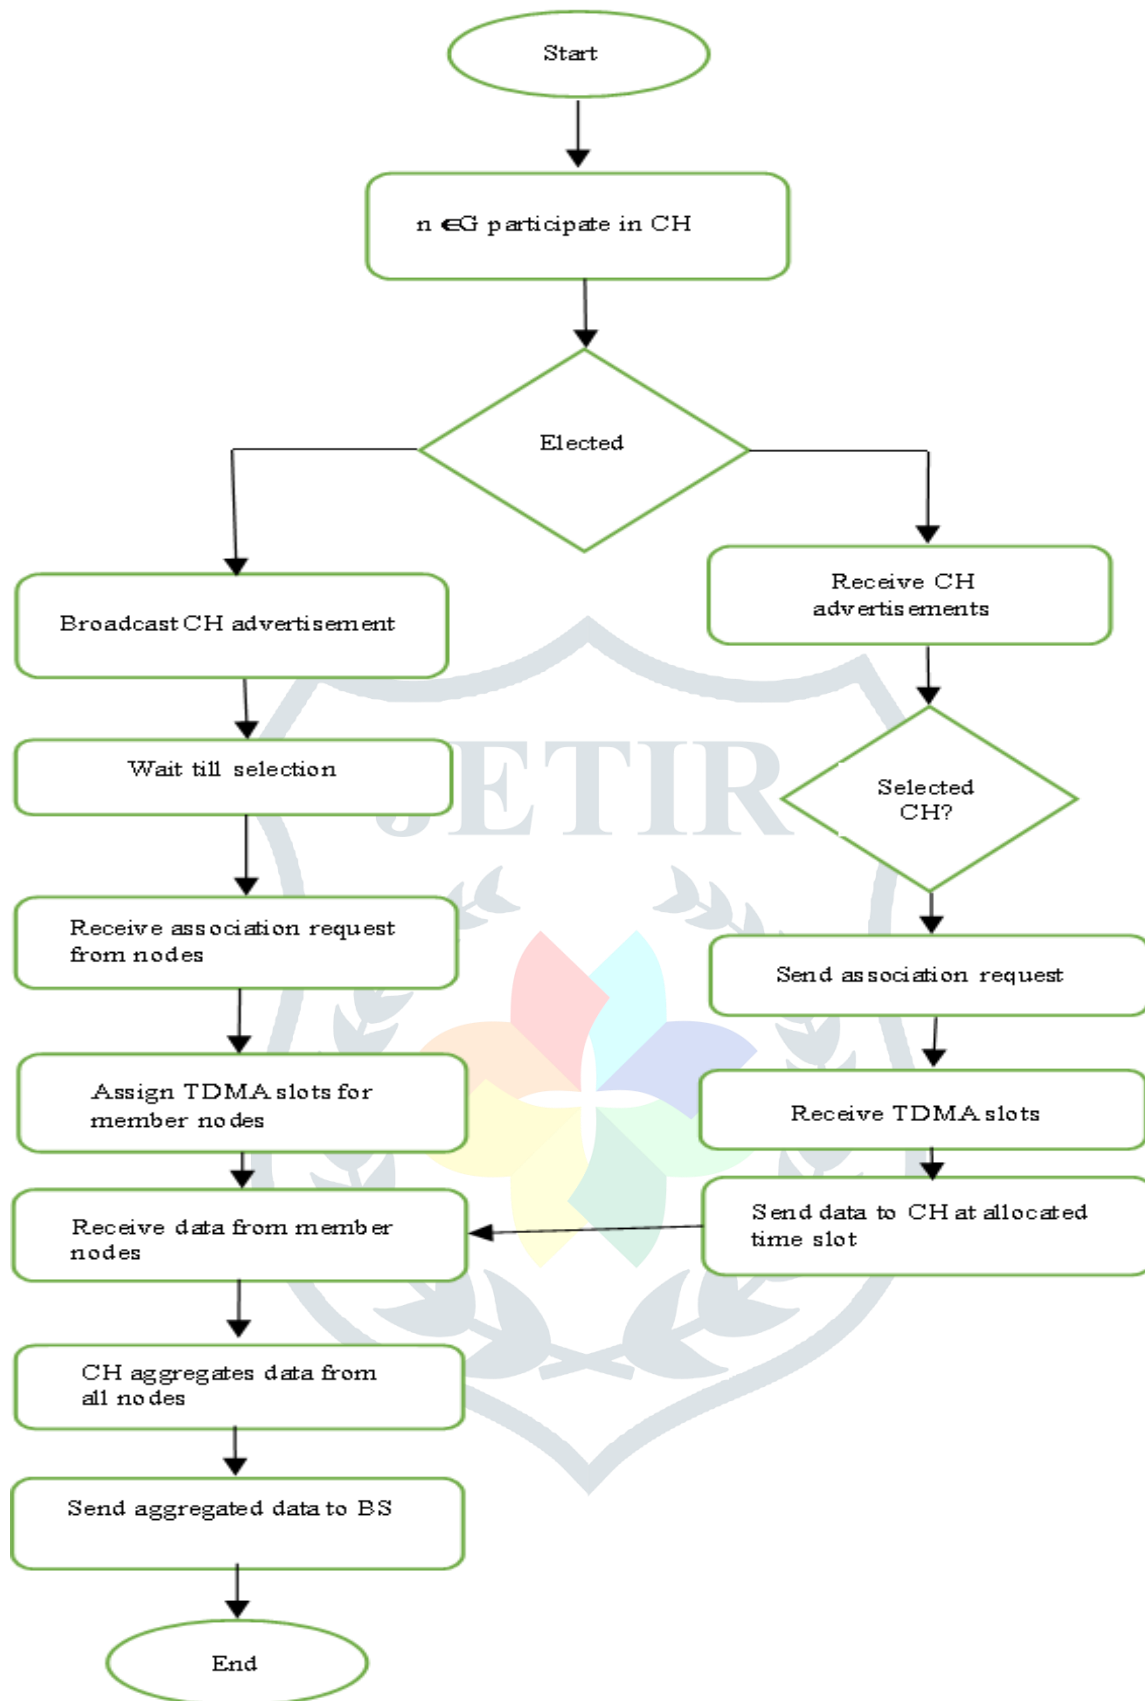 Start
n ∈G participate in CH
Elected
Broadcast CH advertisement
Receive CH
advertisements
JETIR
Wait till selection
Selected
CH?
Receive association request
from nodes
Send association request
Assign TDMA slots for
member nodes
Receive TDMA slots
Receive data from member
nodes
Send data to CH at allocated
time slot
CH aggregates data from
all nodes
Send aggregated data to BS
End